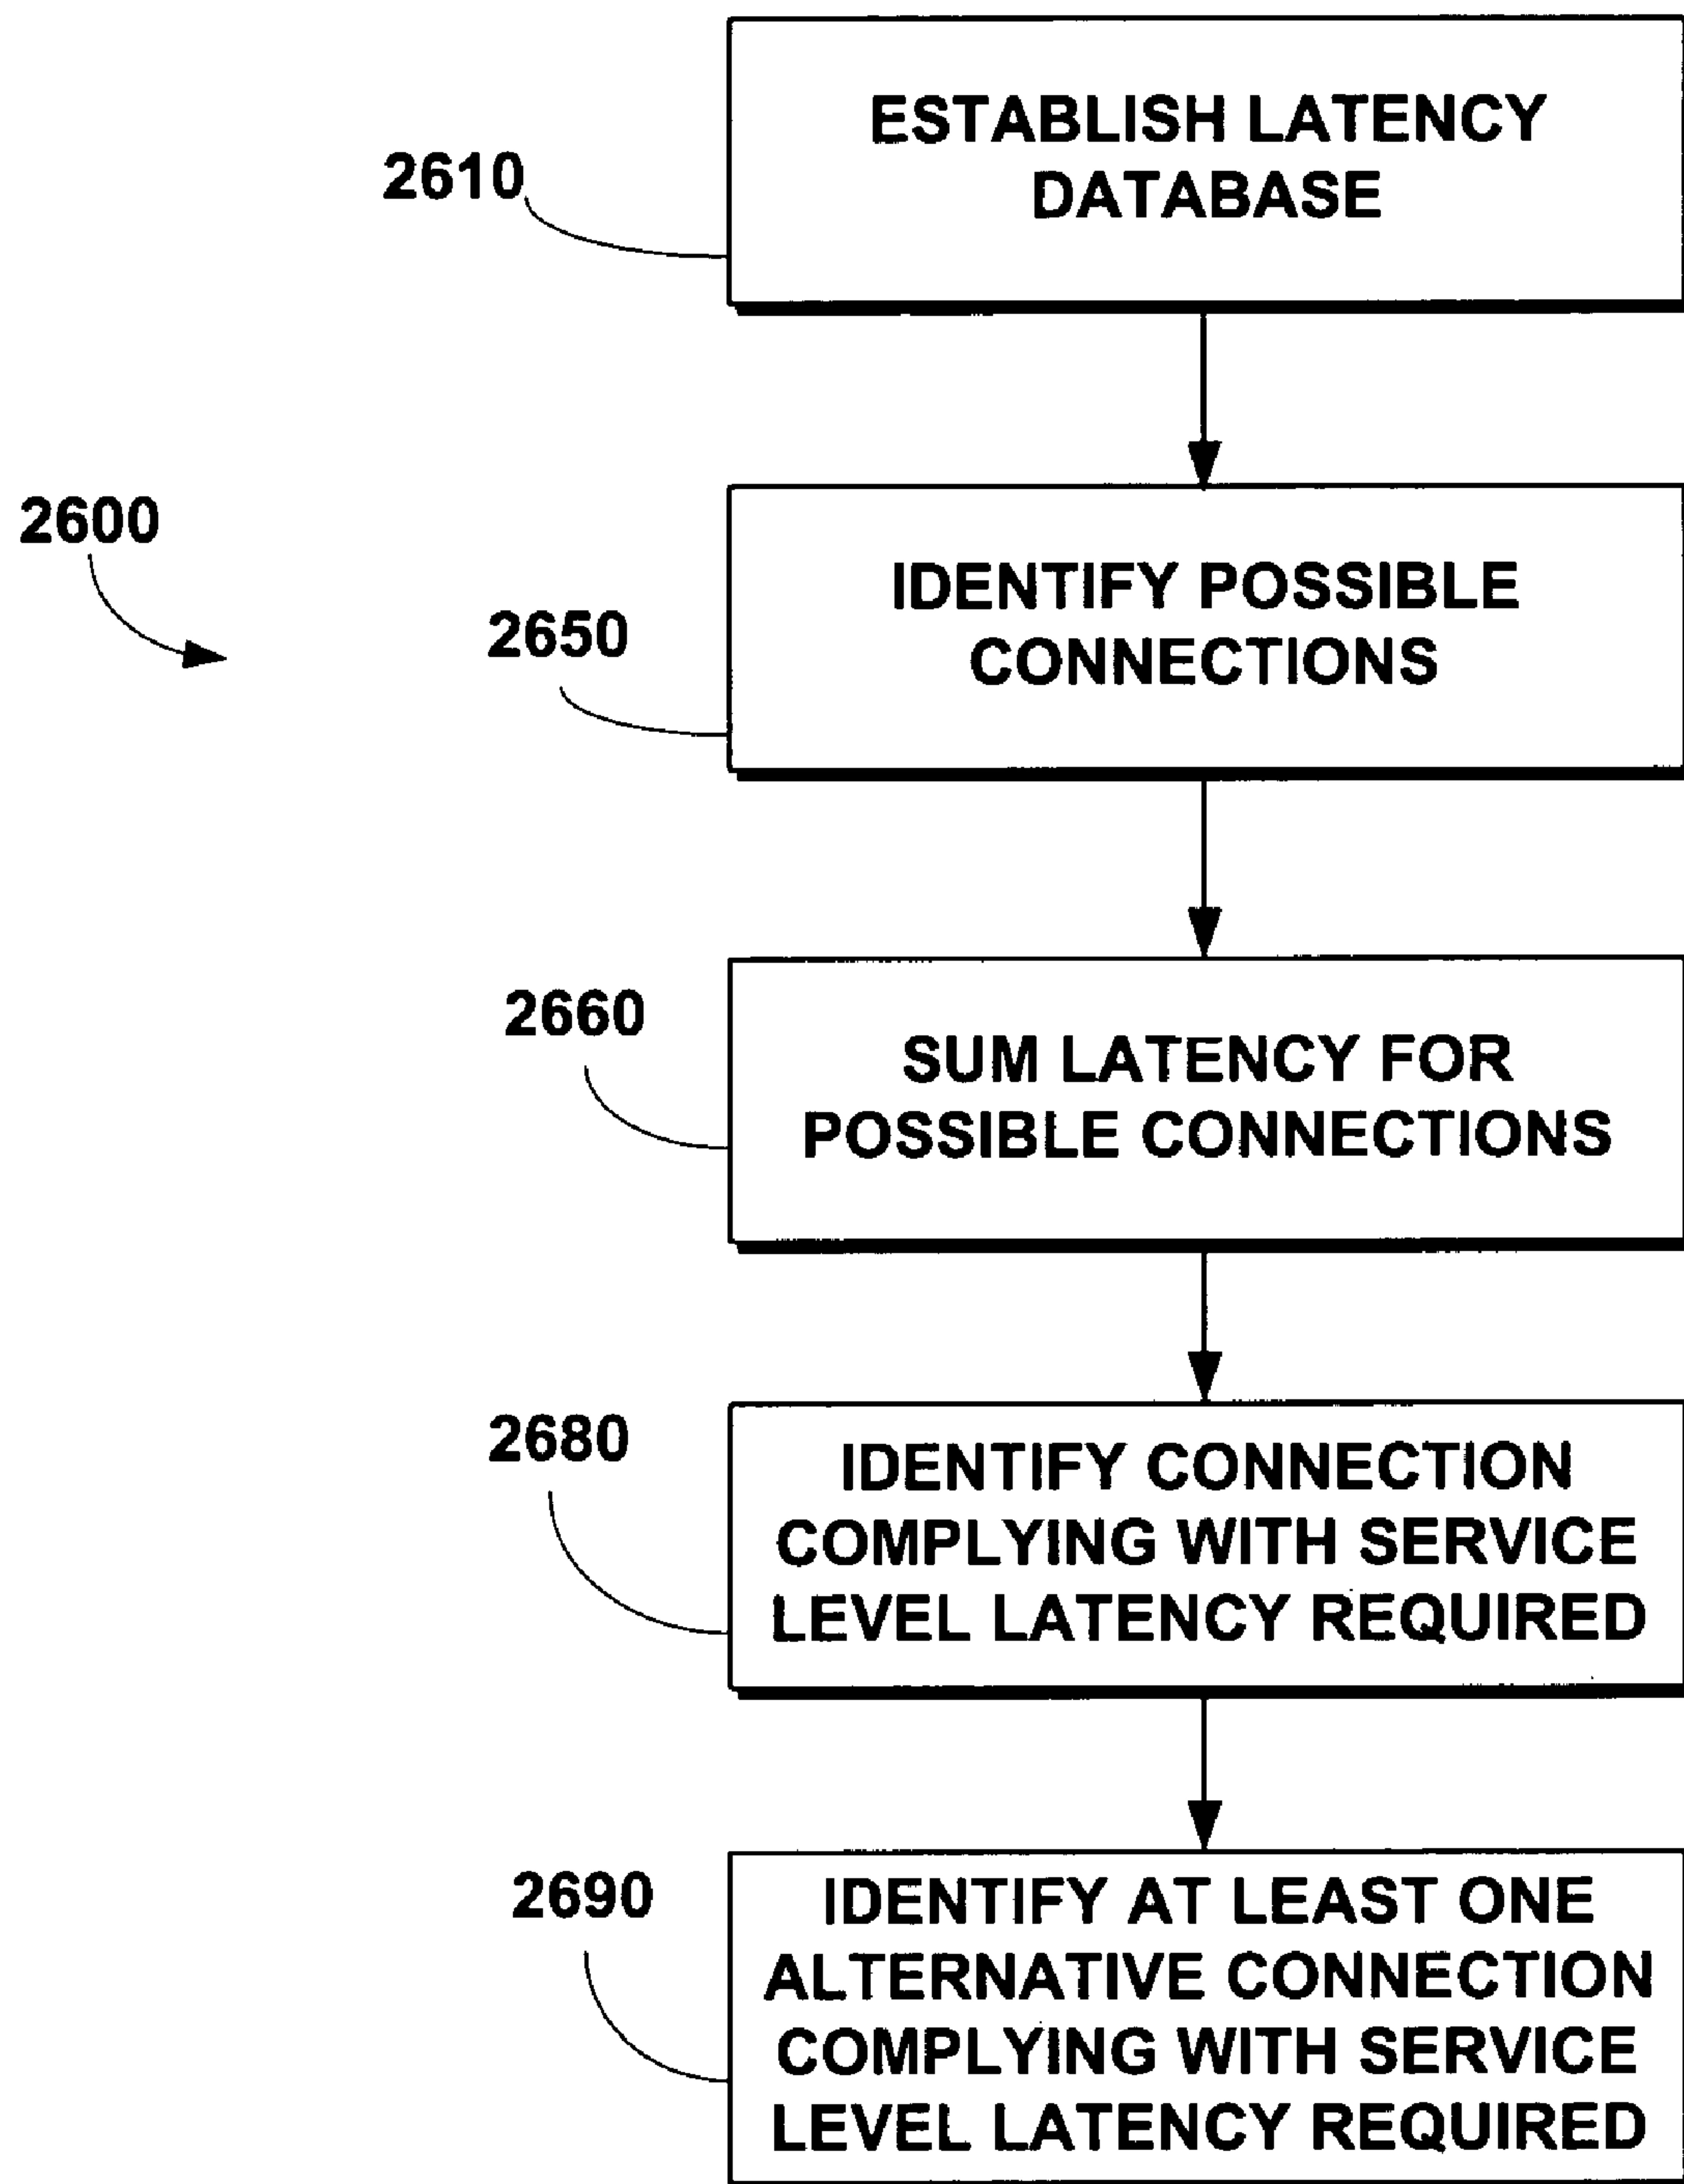 ESTABLISH LATENCY
DATABASE
2610
2600
IDENTIFY POSSIBLE
CONNECTIONS
2650
2660
SUM LATENCY FOR
POSSIBLE CONNECTIONS
2680
IDENTIFY CONNECTION
COMPLYING WITH SERVICE
LEVEL LATENCY REQUIRED
2690
IDENTIFY AT LEAST ONE
ALTERNATIVE CONNECTION
COMPLYING WITH SERVICE
LEVEL LATENCY REQUIRED